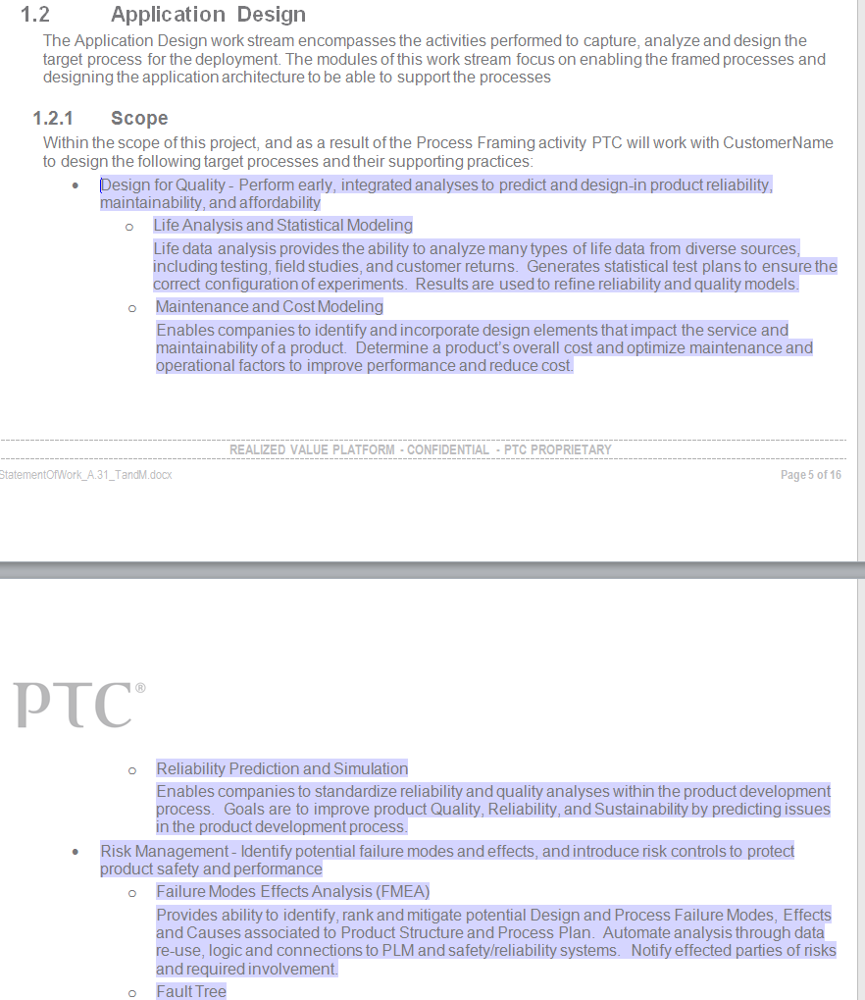 1.2 Application Design
The Application Design work stream encompasses the activities performed to capture, analyze and design the
target process for the deployment. The modules of this work stream focus on enabling the framed processes and
designing the application architecture to be able to support the processes
1.2.1 Scope
Within the scope of this project, and as a result of the Process Framing activity PTC will work with CustomerName
to design the following target processes and their supporting practices:
• Design for Quality - Perform early, integrated analyses to predict and design-in product reliability,
maintainability, and affordability
o Life Analysis and Statistical Modeling
Life data analysis provides the ability to analyze many types of life data from diverse sources,
including testing, field studies, and customer returns. Generates statistical test plans to ensure the
correct configuration of experiments. Results are used to refine reliability and quality models.
o Maintenance and Cost Modeling
Enables companies to identify and incorporate design elements that impact the service and
maintainability of a product. Determine a product's overall cost and optimize maintenance and
operational factors to improve performance and reduce cost.
REALIZED VALUE PLATFORM - CONFIDENTIAL - PTC PROPRIETARY
StatementOfWork_A.31_TandM.docx Page 5 of 16
PTC®
o Reliability Prediction and Simulation
Enables companies to standardize reliability and quality analyses within the product development
process. Goals are to improve product Quality, Reliability, and Sustainability by predicting issues
in the product development process.
• Risk Management - Identify potential failure modes and effects, and introduce risk controls to protect
product safety and performance
o Failure Modes Effects Analysis (FMEA)
Provides ability to identify, rank and mitigate potential Design and Process Failure Modes, Effects
and Causes associated to Product Structure and Process Plan. Automate analysis through data
re-use, logic and connections to PLM and safety/reliability systems. Notify effected parties of risks
and required involvement.
o Fault Tree